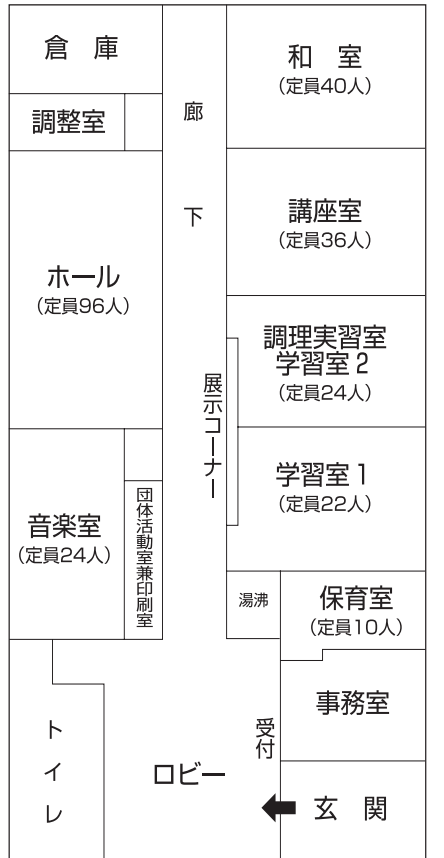 倉庫
調整室
ホール
(定員96人)
音楽室
(定員24人)
団体活動室兼印刷室
トイレ
廊下
展示コーナー
ロビー
和室
(定員40人)
講座室
(定員36人)
調理実習室
学習室2
(定員24人)
学習室1
(定員22人)
湯沸
保育室
(定員10人)
事務室
受付
玄関